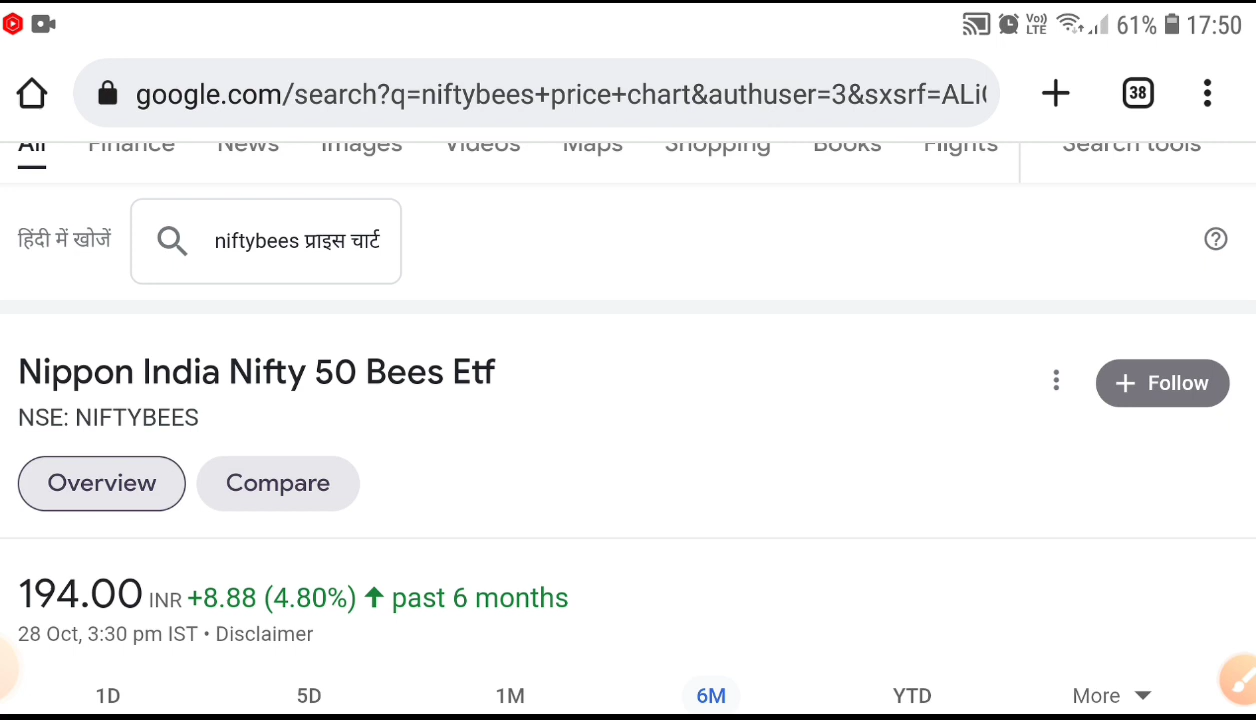 Vo))
LTE
61%
17:50
google.com/search?q=niftybees+price+chart&authuser=3&sxsrf=ALi
38
All Finance News Images Videos Maps Shopping Books Flights Search tools
हिंदी में खोजें niftybees प्राइस चार्ट
Nippon India Nifty 50 Bees Etf
+ Follow
NSE: NIFTYBEES
Overview Compare
194.00 INR +8.88 (4.80%) ↑ past 6 months
28 Oct, 3:30 pm IST • Disclaimer
1D 5D 1M 6M YTD More